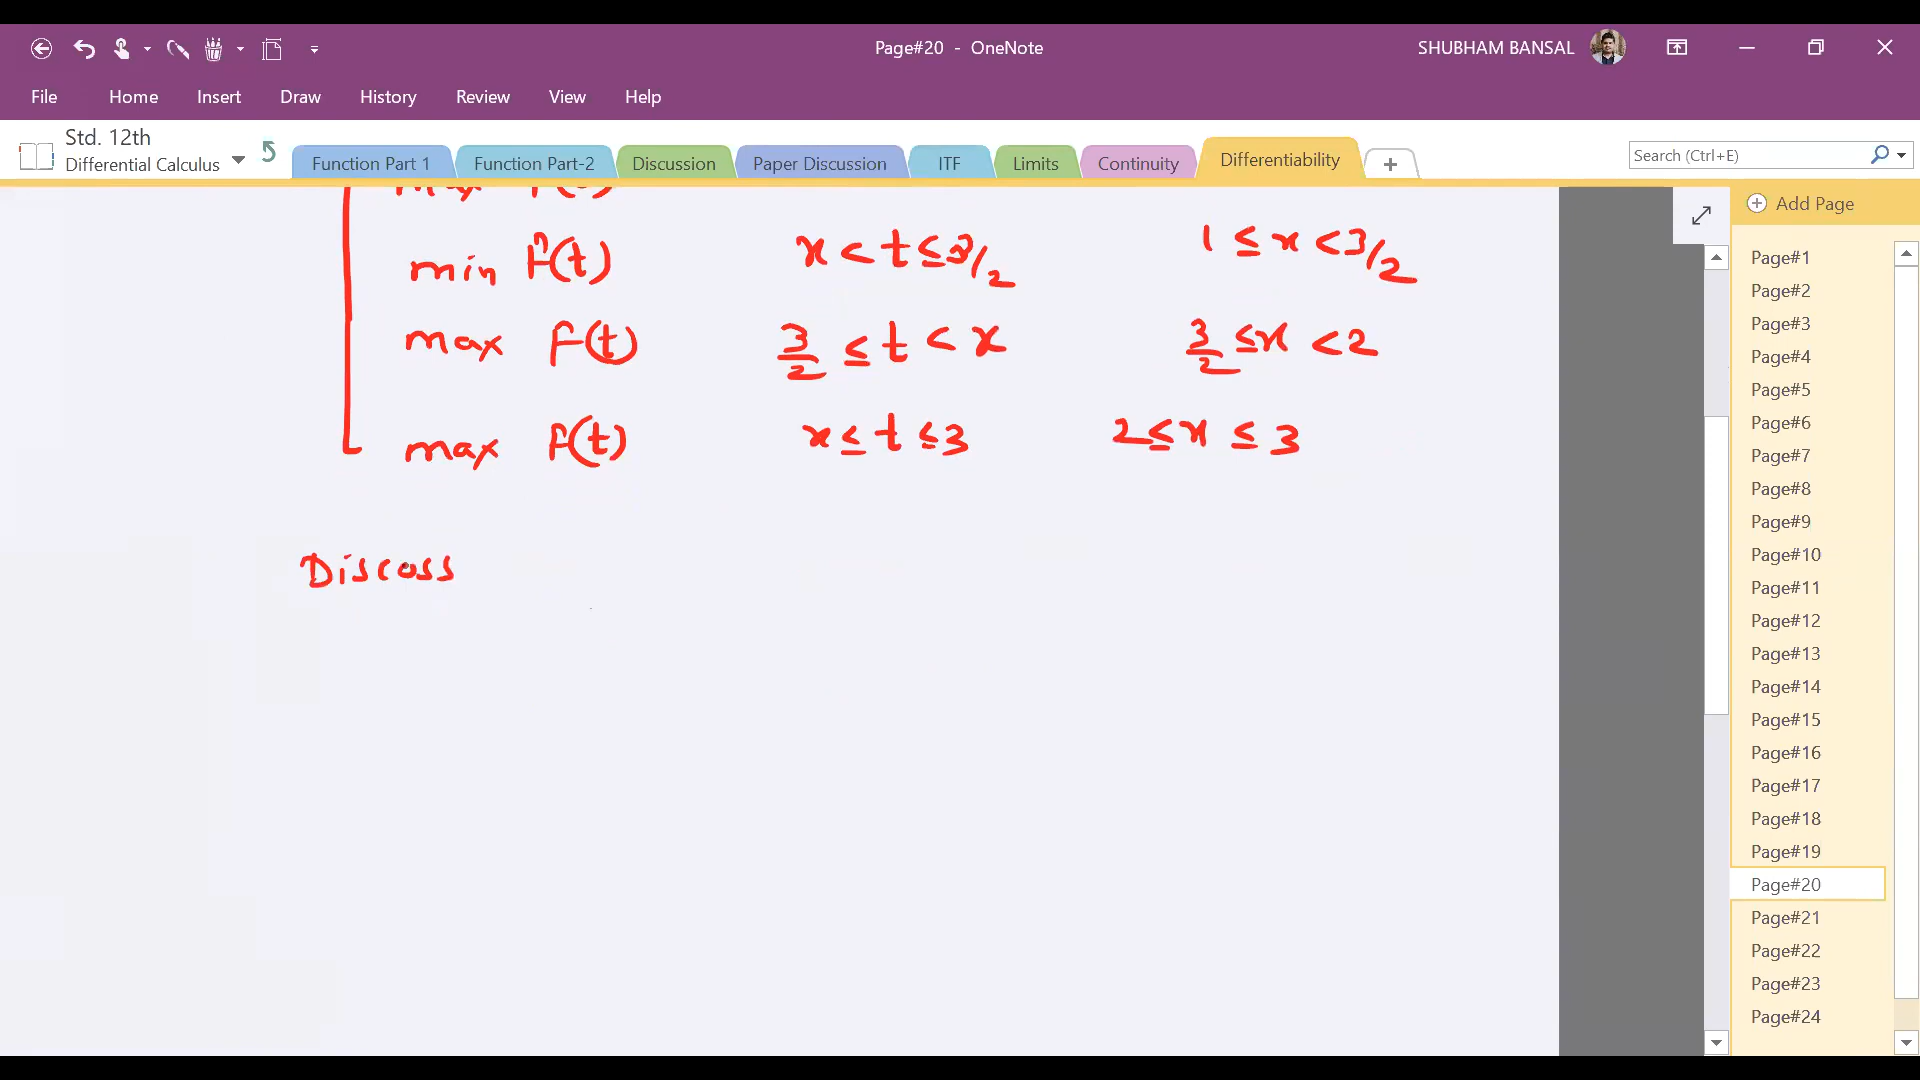 Page#20 - OneNote
SHUBHAM BANSAL
File Home Insert Draw History Review View Help
Std. 12th
Differential Calculus
Function Part 1
Function Part-2
Discussion
Paper Discussion
ITF
Limits
Continuity
Differentiability
Search (Ctrl+E)
Add Page
min f(t) x < t ≤ 3/2 1 ≤ x < 3/2
max f(t) 3/2 ≤ t < x 3/2 ≤ x < 2
max f(t) x ≤ t ≤ 3 2 ≤ x ≤ 3
Discuss
Page#1
Page#2
Page#3
Page#4
Page#5
Page#6
Page#7
Page#8
Page#9
Page#10
Page#11
Page#12
Page#13
Page#14
Page#15
Page#16
Page#17
Page#18
Page#19
Page#20
Page#21
Page#22
Page#23
Page#24